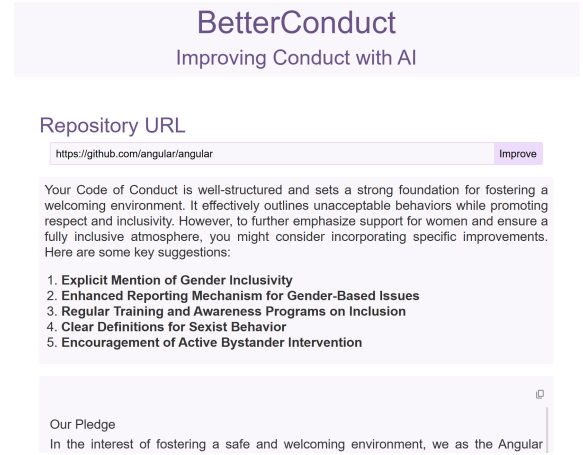 BetterConduct
Improving Conduct with AI
Repository URL
https://github.com/angular/angular
Improve
Your Code of Conduct is well-structured and sets a strong foundation for fostering a
welcoming environment. It effectively outlines unacceptable behaviors while promoting
respect and inclusivity. However, to further emphasize support for women and ensure a
fully inclusive atmosphere, you might consider incorporating specific improvements.
Here are some key suggestions:
1. Explicit Mention of Gender Inclusivity
2. Enhanced Reporting Mechanism for Gender-Based Issues
3. Regular Training and Awareness Programs on Inclusion
4. Clear Definitions for Sexist Behavior
5. Encouragement of Active Bystander Intervention
Our Pledge
In the interest of fostering a safe and welcoming environment, we as the Angular